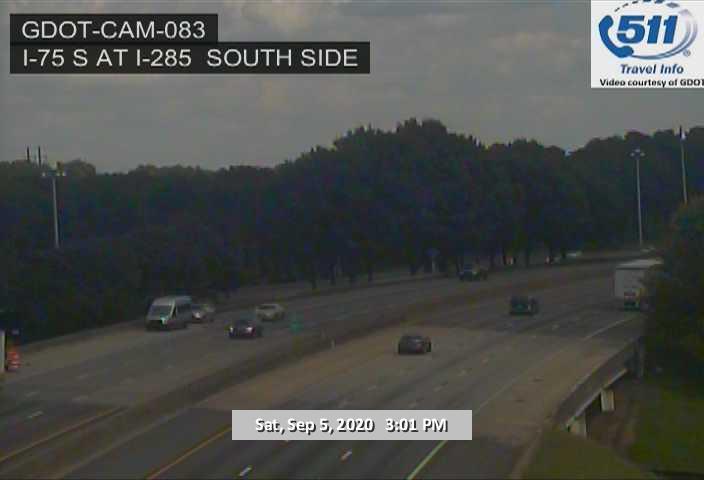 GDOT-CAM-083
I-75 S AT I-285 SOUTH SIDE
511
®
Travel Info
Video courtesy of GDOT
Sat, Sep 5, 2020 3:01 PM